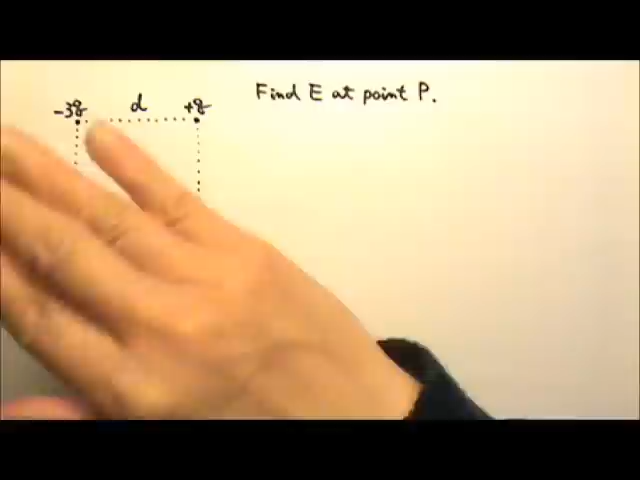 Find E at point P.
-3q d +q